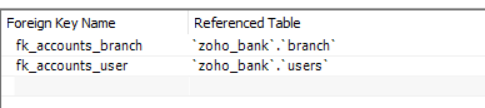 Foreign Key Name Referenced Table
fk_accounts_branch `zoho_bank`.`branch`
fk_accounts_user `zoho_bank`.`users`